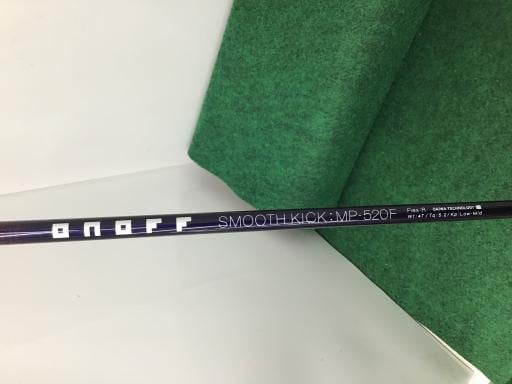 onoff SMOOTH KICK:MP-520F Flex:R DAIWA TECHNOLOGY
Wt:47/Tq:5.2/Kp:Low-Mid